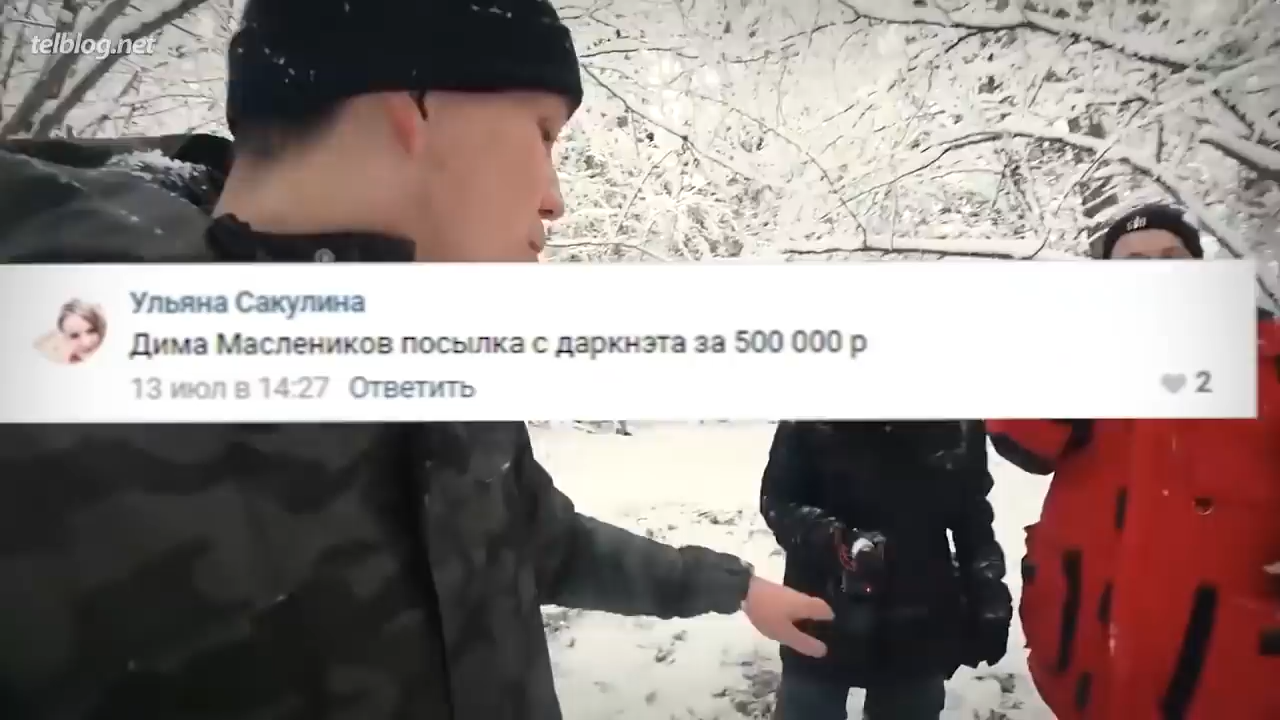 telblog.net
Ульяна Сакулина
Дима Маслеников посылка с даркнэта за 500 000 р
13 июл в 14:27 Ответить
2